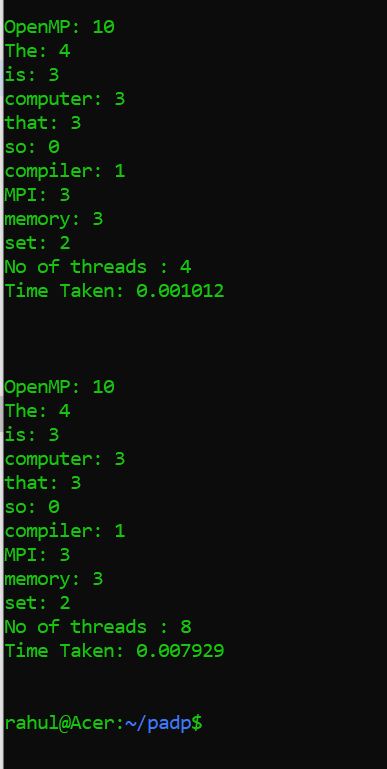 OpenMP: 10
The: 4
is: 3
computer: 3
that: 3
so: 0
compiler: 1
MPI: 3
memory: 3
set: 2
No of threads : 4
Time Taken: 0.001012
OpenMP: 10
The: 4
is: 3
computer: 3
that: 3
so: 0
compiler: 1
MPI: 3
memory: 3
set: 2
No of threads : 8
Time Taken: 0.007929
rahul@Acer:~/padp$